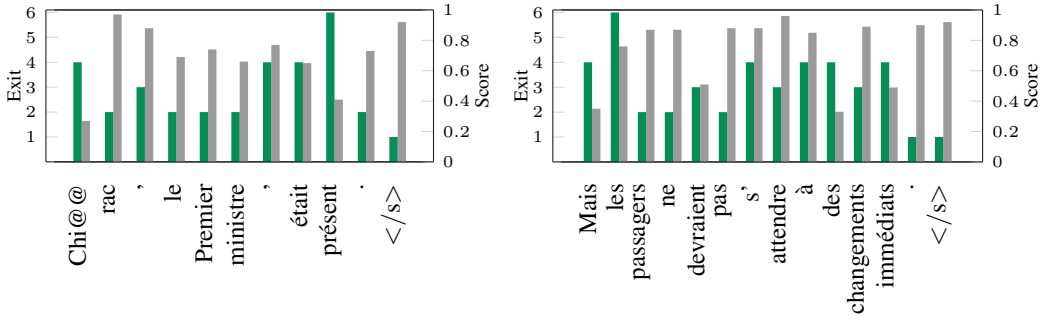 6
5
4
3
2
1
Exit
1
0.8
0.6
0.4
0.2
0
Score
Chi@@
rac
,
le
Premier
ministre
,
était
présent
.
</s>
6
5
4
3
2
1
Exit
1
0.8
0.6
0.4
0.2
0
Score
Mais
les
passagers
ne
devraient
pas
s'
attendre
à
des
changements
immédiats
.
</s>